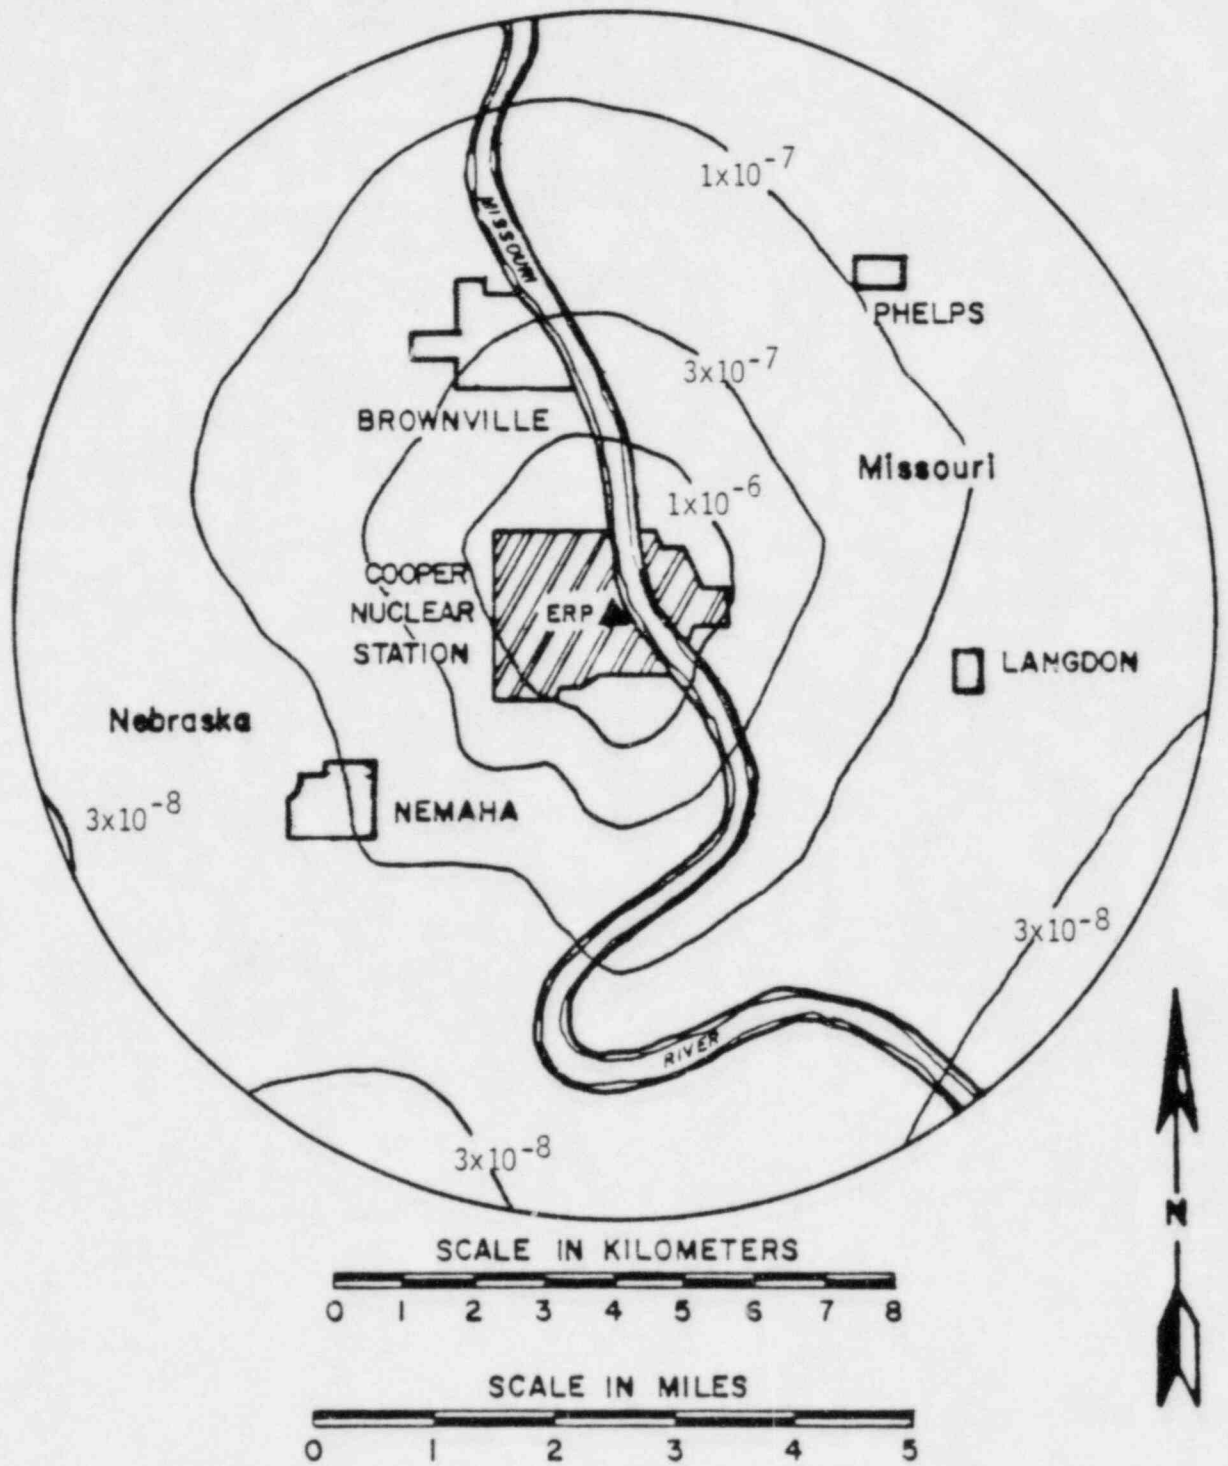 1x10⁻⁷
MISSOURI
PHELPS
3x10⁻⁷
BROWNVILLE
Missouri
1x10⁻⁶
COOPER
NUCLEAR
STATION
ERP
LANGDON
Nebraska
3x10⁻⁸
NEMAHA
3x10⁻⁸
RIVER
3x10⁻⁸
N
SCALE IN KILOMETERS
0 1 2 3 4 5 6 7 8
SCALE IN MILES
0 1 2 3 4 5